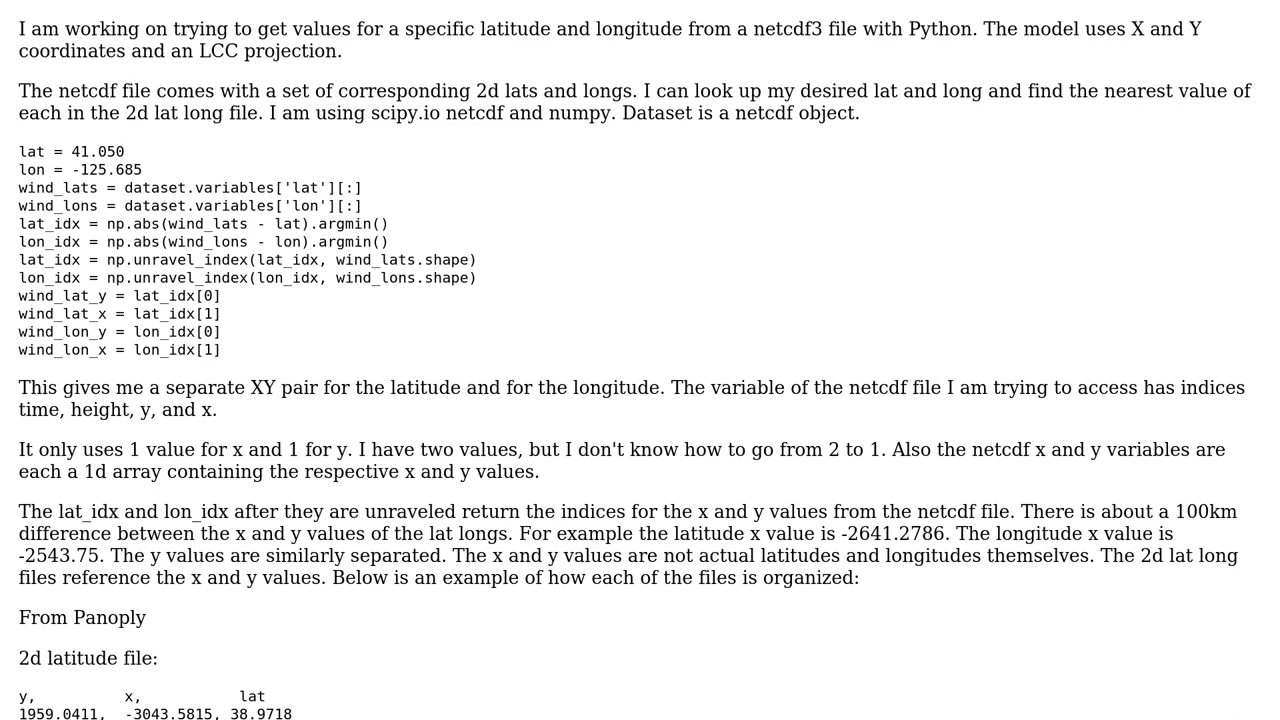 I am working on trying to get values for a specific latitude and longitude from a netcdf3 file with Python. The model uses X and Y
coordinates and an LCC projection.
The netcdf file comes with a set of corresponding 2d lats and longs. I can look up my desired lat and long and find the nearest value of
each in the 2d lat long file. I am using scipy.io netcdf and numpy. Dataset is a netcdf object.
lat = 41.050
lon = -125.685
wind_lats = dataset.variables['lat'][:]
wind_lons = dataset.variables['lon'][:]
lat_idx = np.abs(wind_lats - lat).argmin()
lon_idx = np.abs(wind_lons - lon).argmin()
lat_idx = np.unravel_index(lat_idx, wind_lats.shape)
lon_idx = np.unravel_index(lon_idx, wind_lons.shape)
wind_lat_y = lat_idx[0]
wind_lat_x = lat_idx[1]
wind_lon_y = lon_idx[0]
wind_lon_x = lon_idx[1]
This gives me a separate XY pair for the latitude and for the longitude. The variable of the netcdf file I am trying to access has indices
time, height, y, and x.
It only uses 1 value for x and 1 for y. I have two values, but I don't know how to go from 2 to 1. Also the netcdf x and y variables are
each a 1d array containing the respective x and y values.
The lat_idx and lon_idx after they are unraveled return the indices for the x and y values from the netcdf file. There is about a 100km
difference between the x and y values of the lat longs. For example the latitude x value is -2641.2786. The longitude x value is
-2543.75. The y values are similarly separated. The x and y values are not actual latitudes and longitudes themselves. The 2d lat long
files reference the x and y values. Below is an example of how each of the files is organized:
From Panoply
2d latitude file:
y,          x,           lat
1959.0411,  -3043.5815, 38.9718